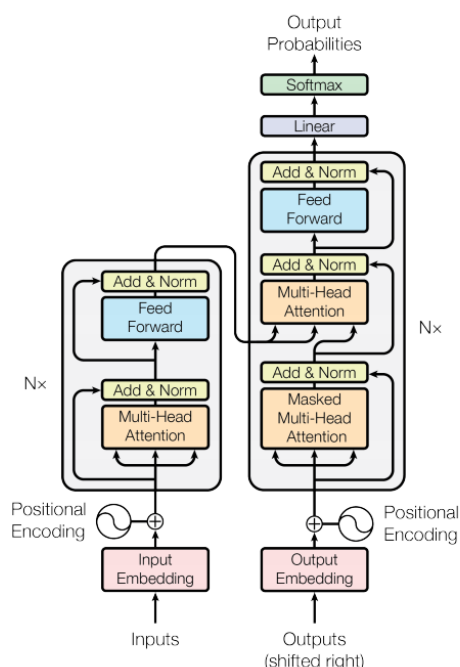 Output
Probabilities
Softmax
Linear
Add & Norm
Feed
Forward
Add & Norm
Multi-Head
Attention
Add & Norm
Masked
Multi-Head
Attention
N×
Add & Norm
Feed
Forward
N×
Add & Norm
Multi-Head
Attention
Positional
Encoding
Positional
Encoding
Input
Embedding
Output
Embedding
Inputs
Outputs
(shifted right)